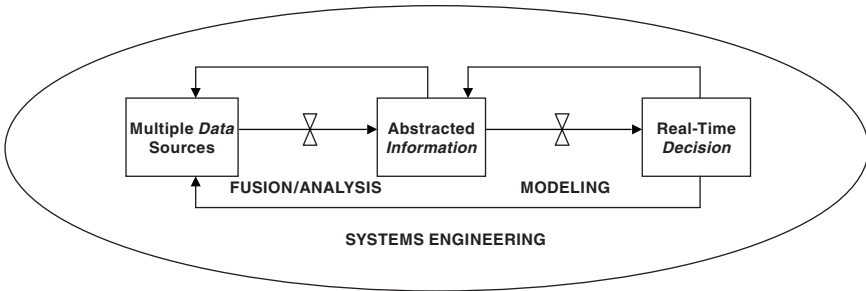 Multiple Data
Sources
Abstracted
Information
Real-Time
Decision
FUSION/ANALYSIS
MODELING
SYSTEMS ENGINEERING